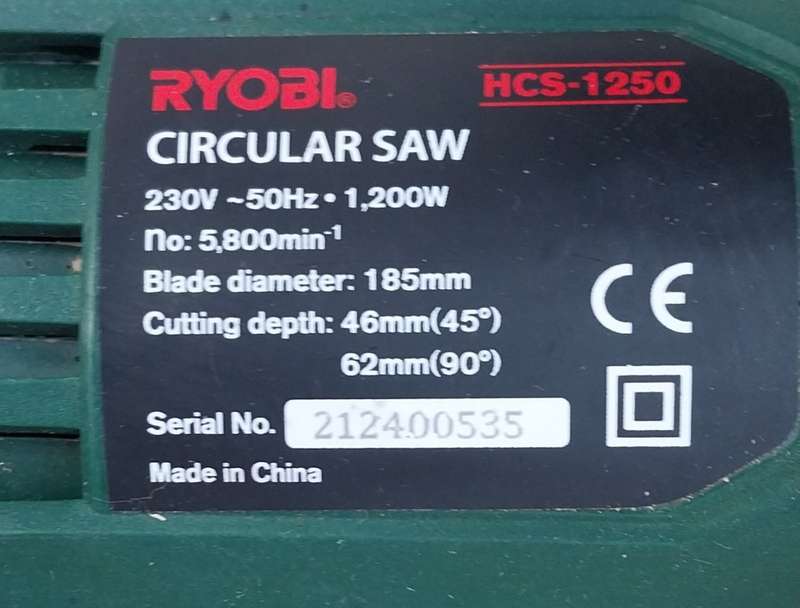 RYOBI®
HCS-1250
CIRCULAR SAW
230V ~50Hz • 1,200W
no: 5,800min⁻¹
Blade diameter: 185mm
Cutting depth: 46mm(45°)
62mm(90°)
CE
Serial No. 212400535
Made in China